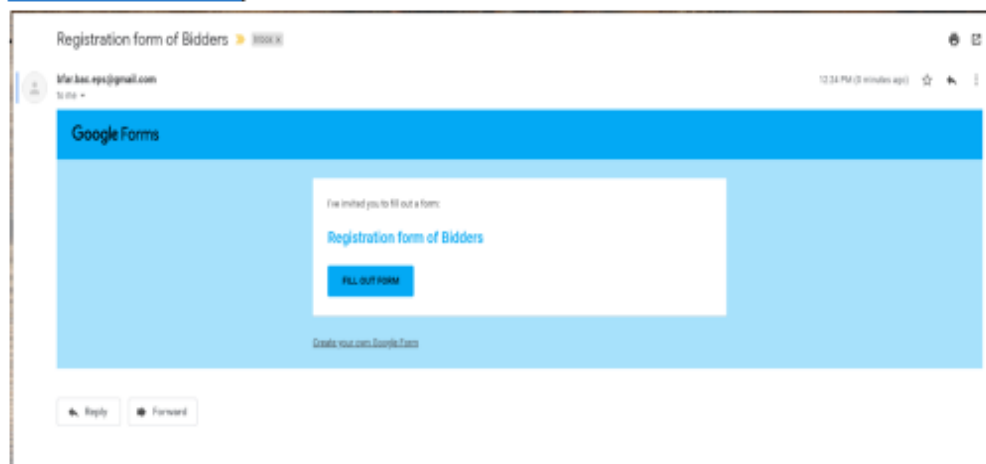 Registration form of Bidders
Inbox x
bfar.bac.eps@gmail.com
12:34 PM (0 minutes ago)
to me
Google Forms
I've invited you to fill out a form:
Registration form of Bidders
FILL OUT FORM
Create your own Google Form
Reply
Forward